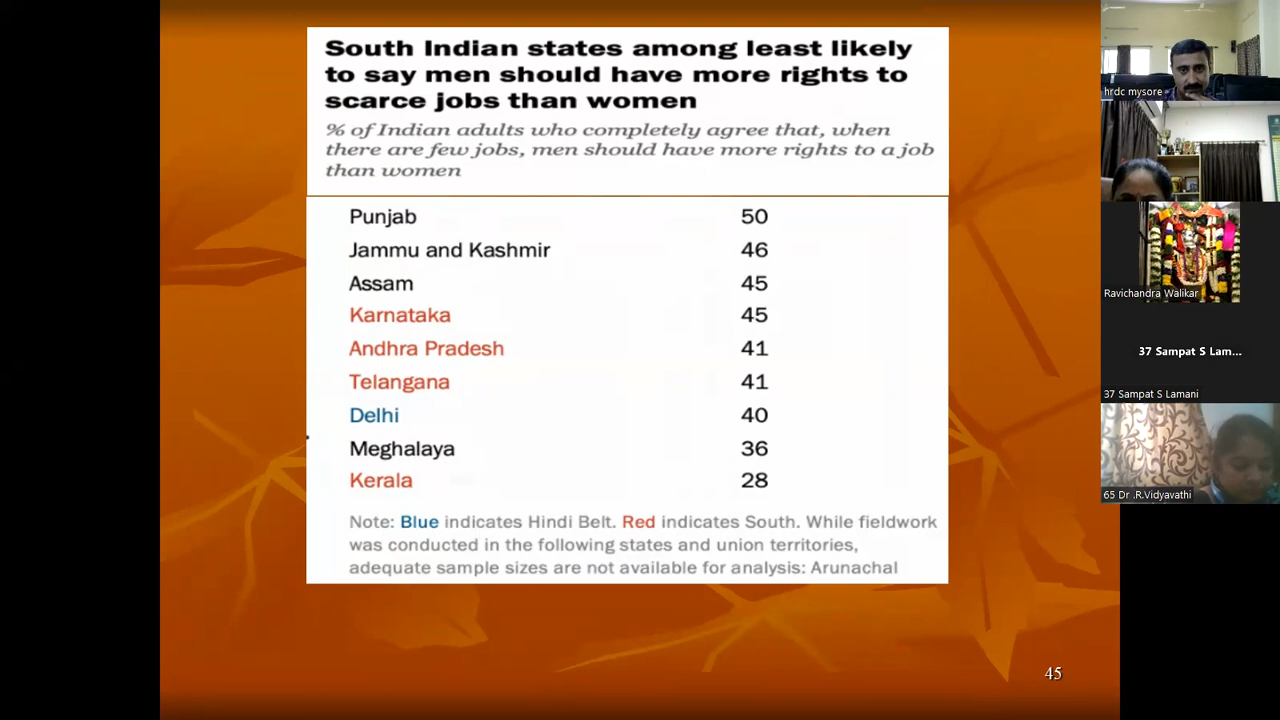 South Indian states among least likely
to say men should have more rights to
scarce jobs than women
% of Indian adults who completely agree that, when
there are few jobs, men should have more rights to a job
than women
Punjab 50
Jammu and Kashmir 46
Assam 45
Karnataka 45
Andhra Pradesh 41
Telangana 41
Delhi 40
Meghalaya 36
Kerala 28
Note: Blue indicates Hindi Belt. Red indicates South. While fieldwork
was conducted in the following states and union territories,
adequate sample sizes are not available for analysis: Arunachal
45
hrdc mysore
Ravichandra Walikar
37 Sampat S Lam...
37 Sampat S Lamani
65 Dr .R.Vidyavathi